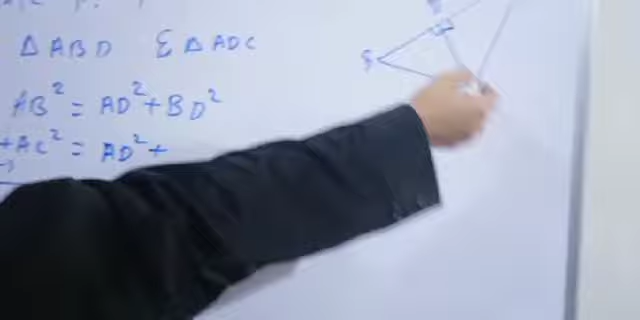 Δ ABD & Δ ADC
AB² = AD² + BD²
+AC² = AD² +